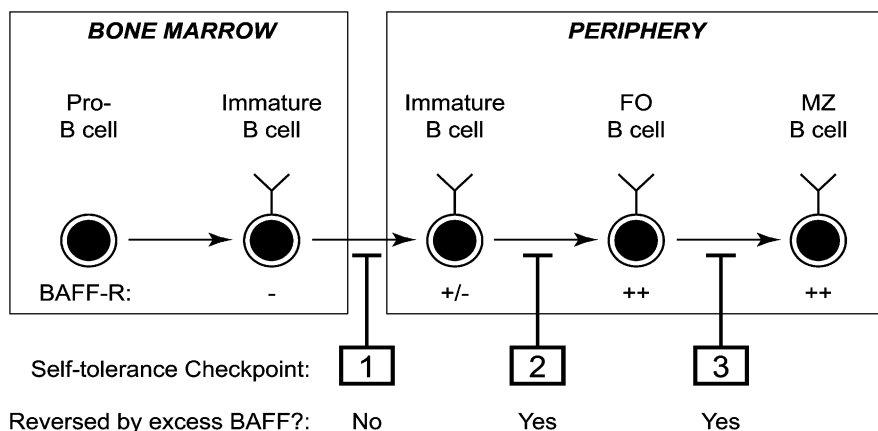 BONE MARROW
PERIPHERY
Pro-
B cell
Immature
B cell
Immature
B cell
FO
B cell
MZ
B cell
BAFF-R: - +/- ++ ++
Self-tolerance Checkpoint: 1 2 3
Reversed by excess BAFF?: No Yes Yes